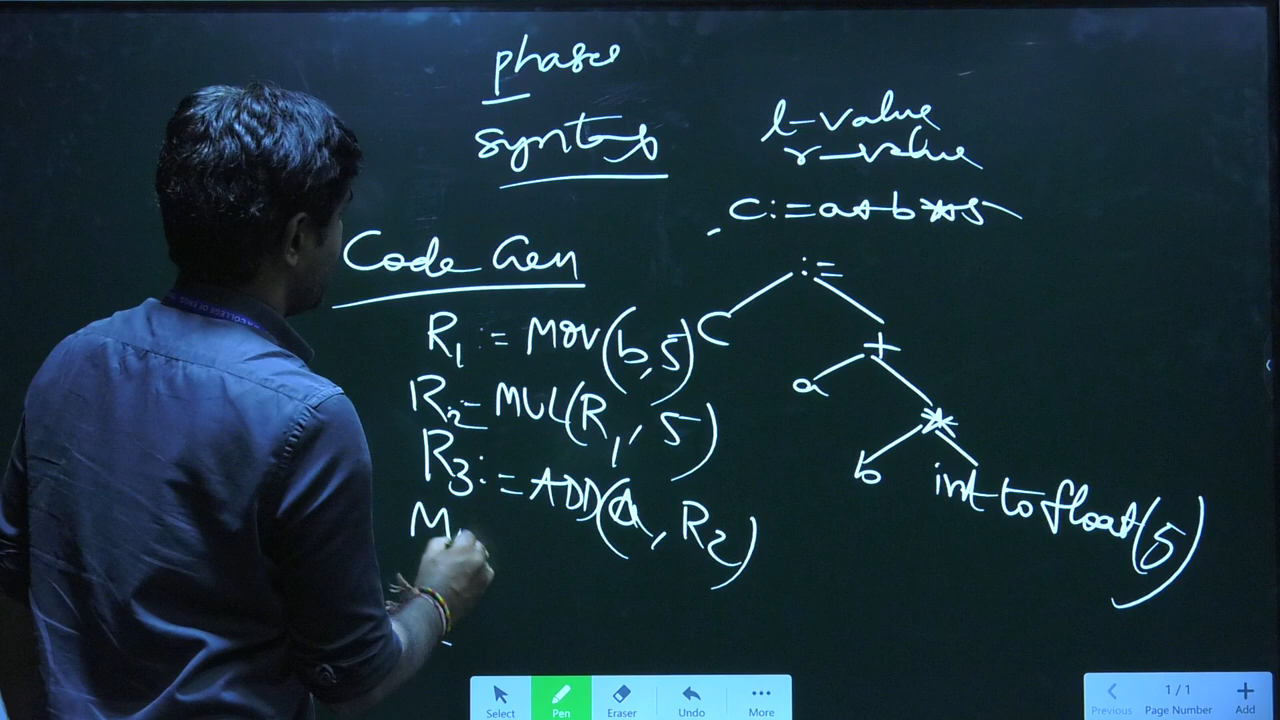 phases
syntax
l-value
r-value
c:=a+b*5
Code Gen
:=
C
+
a
*
b
int to float(5)
R1 := MOV(b,5)
R2 = MUL(R1, 5)
R3 := ADD(a, R2)
M
Select
Pen
Eraser
Undo
More
1/1
Previous
Page Number
Add